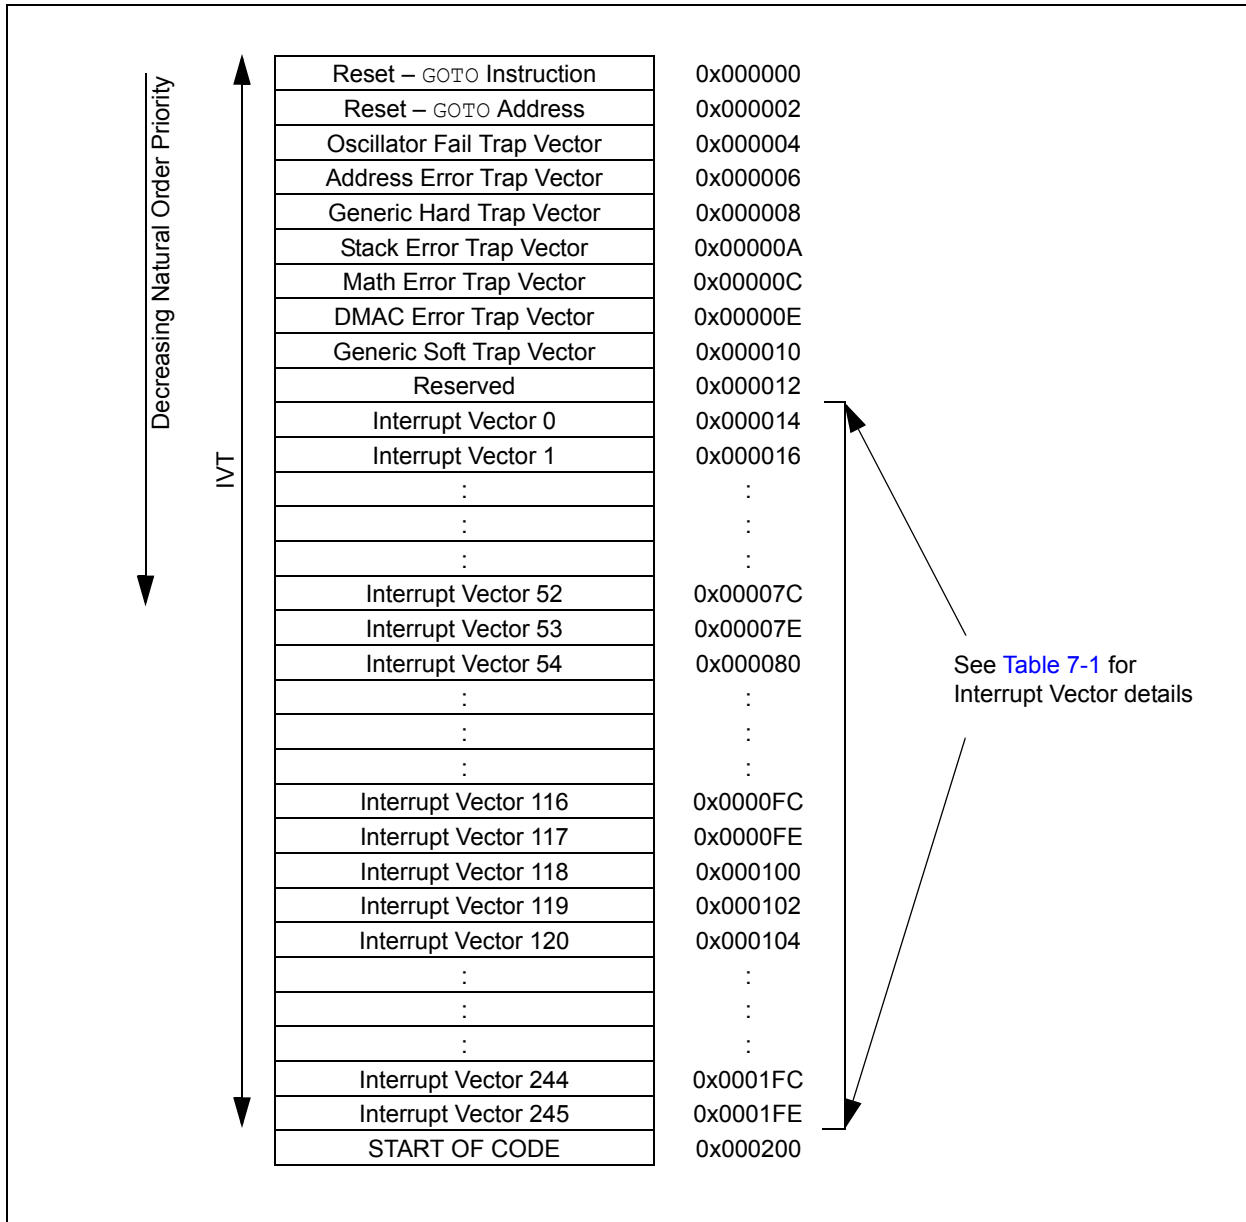 Decreasing Natural Order Priority
IVT
Reset – GOTO Instruction 0x000000
Reset – GOTO Address 0x000002
Oscillator Fail Trap Vector 0x000004
Address Error Trap Vector 0x000006
Generic Hard Trap Vector 0x000008
Stack Error Trap Vector 0x00000A
Math Error Trap Vector 0x00000C
DMAC Error Trap Vector 0x00000E
Generic Soft Trap Vector 0x000010
Reserved 0x000012
Interrupt Vector 0 0x000014
Interrupt Vector 1 0x000016
: :
: :
: :
Interrupt Vector 52 0x00007C
Interrupt Vector 53 0x00007E
Interrupt Vector 54 0x000080
: :
: :
: :
Interrupt Vector 116 0x0000FC
Interrupt Vector 117 0x0000FE
Interrupt Vector 118 0x000100
Interrupt Vector 119 0x000102
Interrupt Vector 120 0x000104
: :
: :
: :
Interrupt Vector 244 0x0001FC
Interrupt Vector 245 0x0001FE
START OF CODE 0x000200
See Table 7-1 for
Interrupt Vector details